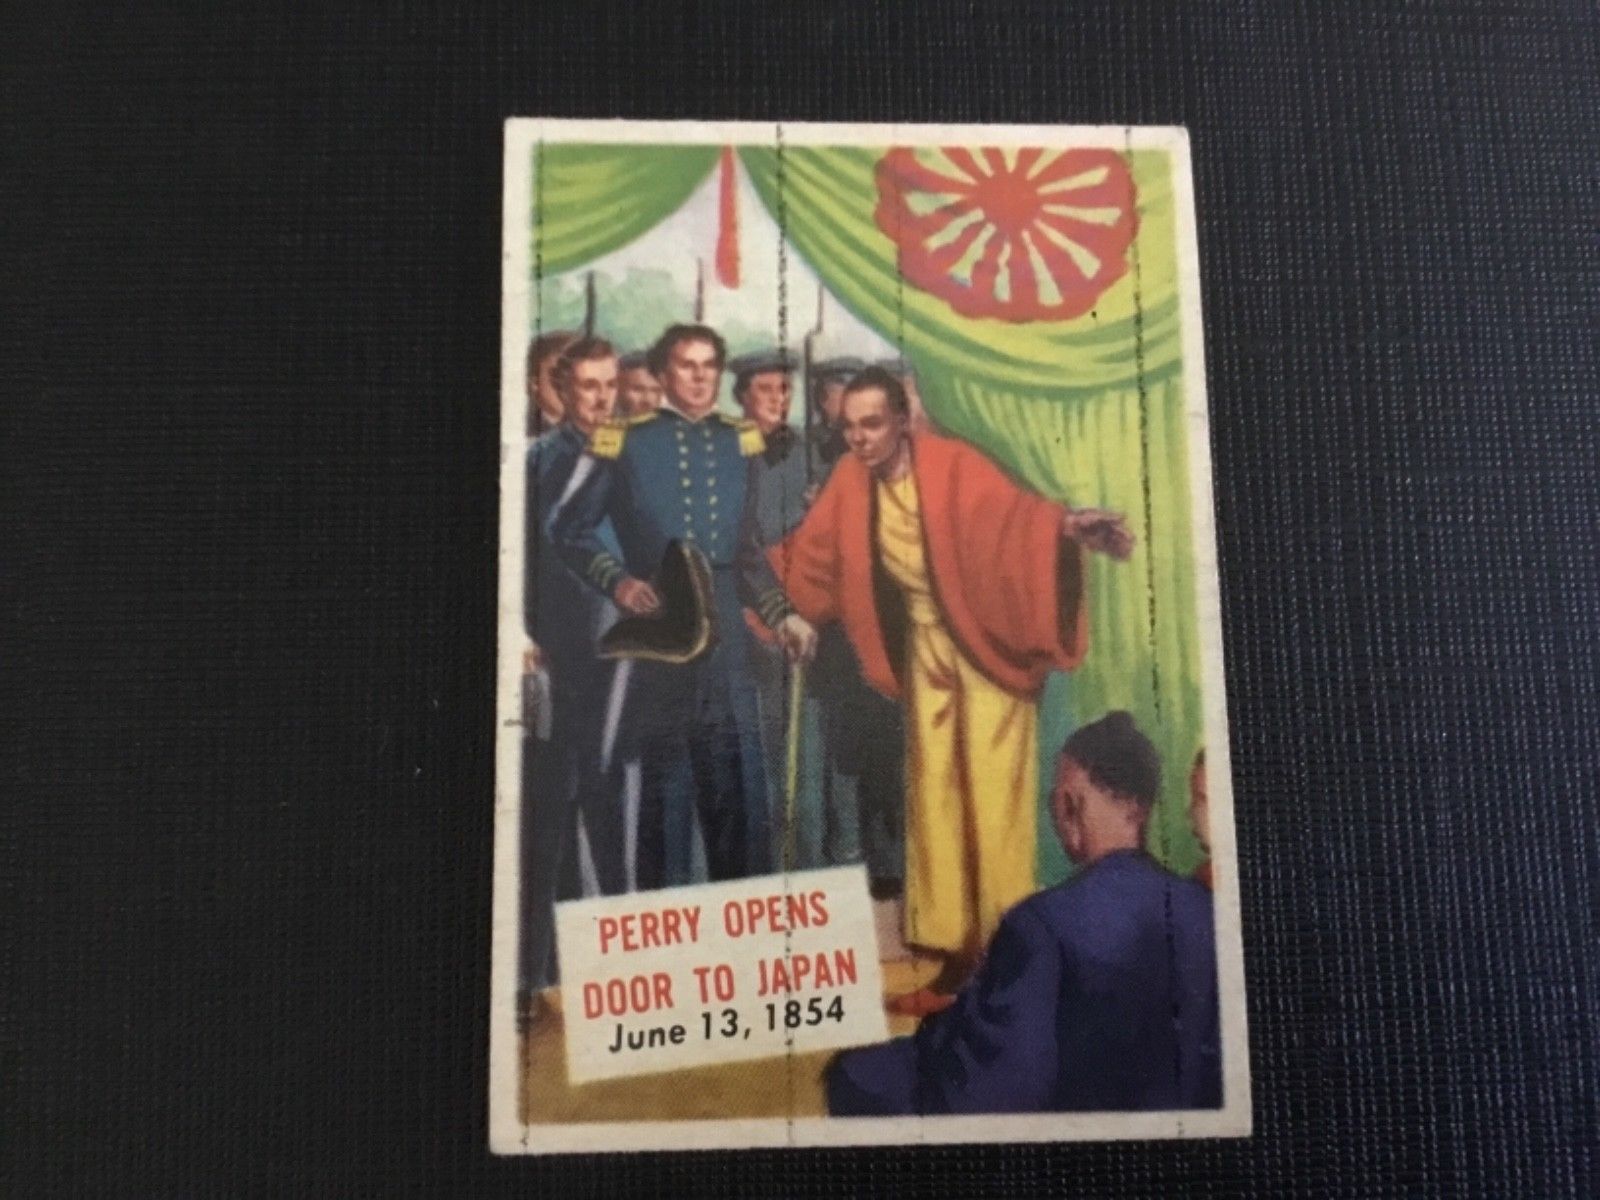 PERRY OPENS
DOOR TO JAPAN
June 13, 1854